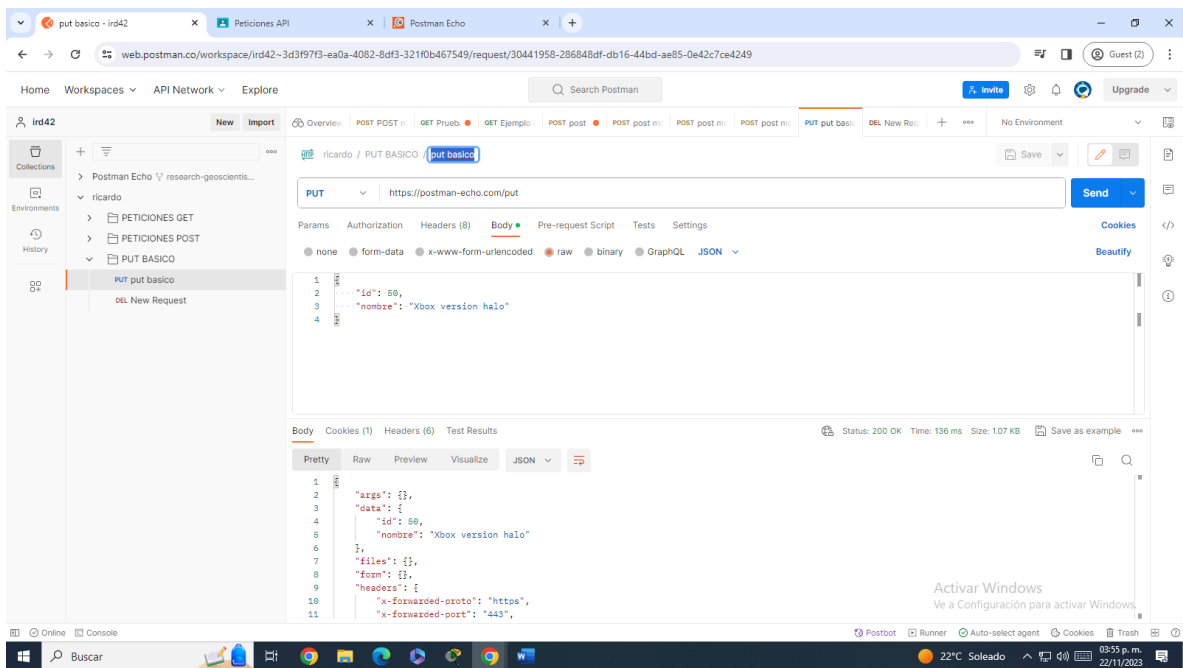 put basico - ird42 Peticiones API Postman Echo
web.postman.co/workspace/ird42~3d3f97f3-ea0a-4082-8df3-321f0b467549/request/30441958-286848df-db16-44bd-ae85-0e42c7ce4249 Guest (2)
Home Workspaces API Network Explore Search Postman Invite Upgrade
ird42 New Import Overview POST POST m GET Prueb GET Ejemplo POST post POST post m POST post m POST post m PUT put basic DEL New Rec No Environment
Collections
Environments
History
Postman Echo research-geoscientis...
ricardo
PETICIONES GET
PETICIONES POST
PUT BASICO
PUT put basico
DEL New Request
ricardo / PUT BASICO / put basico Save
PUT https://postman-echo.com/put Send
Params Authorization Headers (8) Body Pre-request Script Tests Settings Cookies
none form-data x-www-form-urlencoded raw binary GraphQL JSON Beautify
1 {
2 "id": 50,
3 "nombre": "Xbox version halo"
4 }
Body Cookies (1) Headers (6) Test Results Status: 200 OK Time: 136 ms Size: 1.07 KB Save as example
Pretty Raw Preview Visualize JSON
1 {
2 "args": {},
3 "data": {
4 "id": 50,
5 "nombre": "Xbox version halo"
6 },
7 "files": {},
8 "form": {},
9 "headers": {
10 "x-forwarded-proto": "https",
11 "x-forwarded-port": "443",
Activar Windows
Ve a Configuración para activar Windows.
Online Console Postbot Runner Auto-select agent Cookies Trash
Buscar 22°C Soleado 03:55 p. m.
22/11/2023